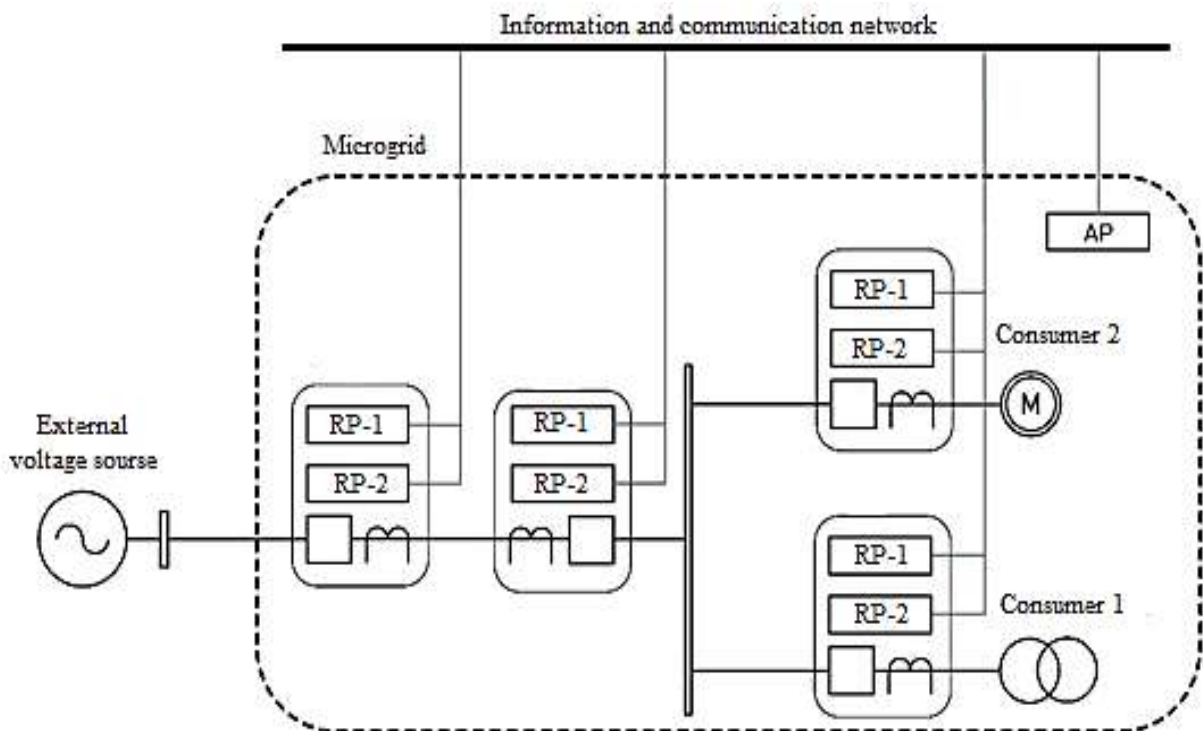 Information and communication network
Microgrid
AP
RP-1
RP-2
Consumer 2
M
External
voltage sourse
RP-1
RP-2
RP-1
RP-2
RP-1
RP-2
Consumer 1